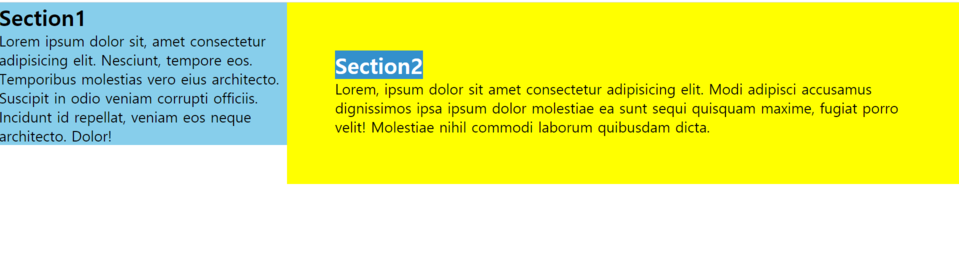 Section1
Lorem ipsum dolor sit, amet consectetur
adipisicing elit. Nesciunt, tempore eos.
Temporibus molestias vero eius architecto.
Suscipit in odio veniam corrupti officiis.
Incidunt id repellat, veniam eos neque
architecto. Dolor!
Section2
Lorem, ipsum dolor sit amet consectetur adipisicing elit. Modi adipisci accusamus
dignissimos ipsa ipsum dolor molestiae ea sunt sequi quisquam maxime, fugiat porro
velit! Molestiae nihil commodi laborum quibusdam dicta.